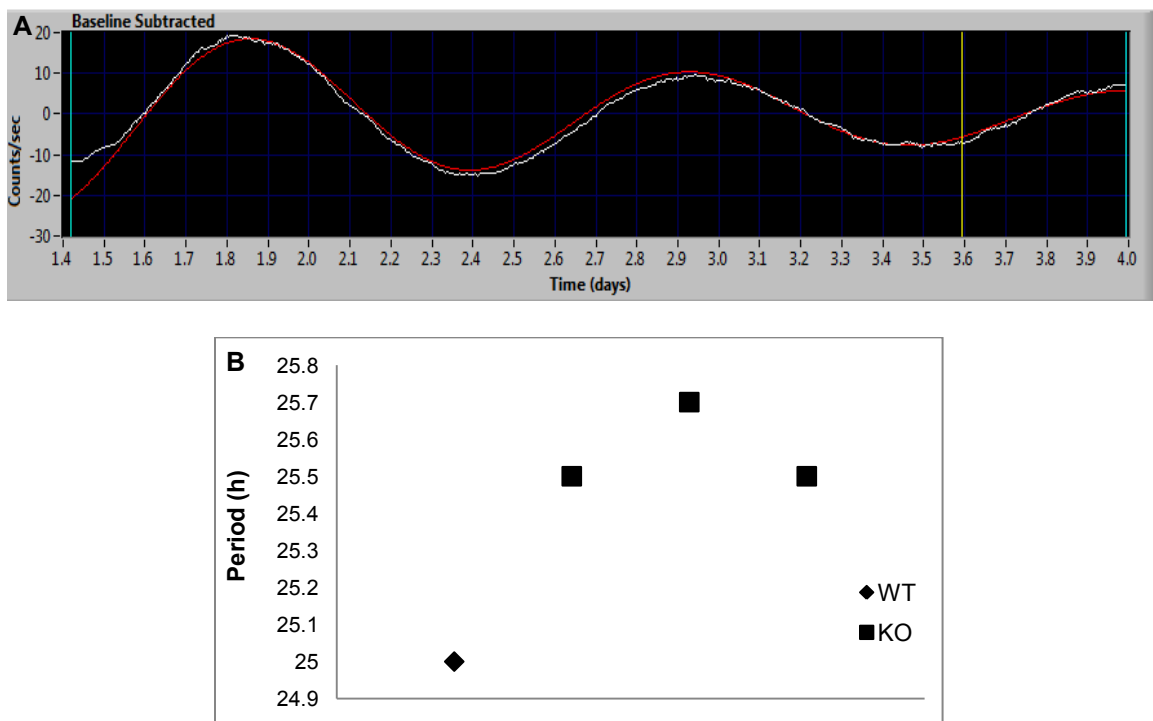 A Baseline Subtracted
20
10
0
-10
-20
-30
Counts/sec
1.4 1.5 1.6 1.7 1.8 1.9 2.0 2.1 2.2 2.3 2.4 2.5 2.6 2.7 2.8 2.9 3.0 3.1 3.2 3.3 3.4 3.5 3.6 3.7 3.8 3.9 4.0
Time (days)
B
25.8
25.7
25.6
25.5
25.4
25.3
25.2
25.1
25
24.9
Period (h)
WT
KO